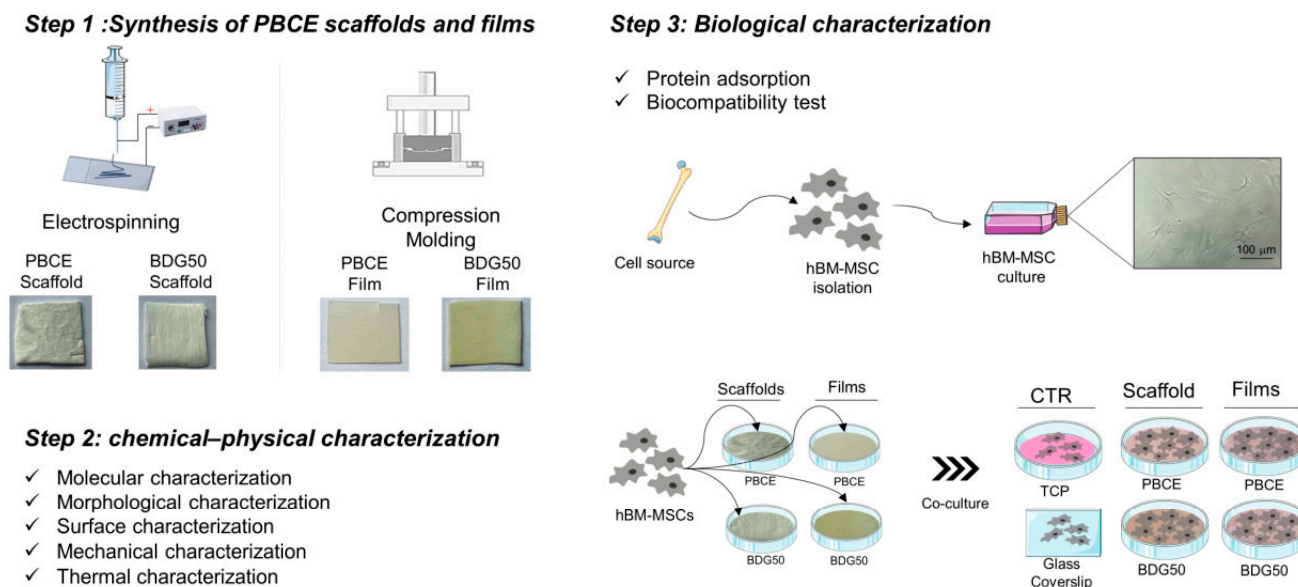 Step 1 :Synthesis of PBCE scaffolds and films
+
Electrospinning
Compression
Molding
PBCE
Scaffold
BDG50
Scaffold
PBCE
Film
BDG50
Film
Step 2: chemical–physical characterization
✓ Molecular characterization
✓ Morphological characterization
✓ Surface characterization
✓ Mechanical characterization
✓ Thermal characterization
Step 3: Biological characterization
✓ Protein adsorption
✓ Biocompatibility test
Cell source
hBM-MSC
isolation
hBM-MSC
culture
100 μm
Scaffolds
Films
hBM-MSCs
PBCE
PBCE
BDG50
BDG50
Co-culture
CTR
Scaffold
Films
TCP
PBCE
PBCE
Glass
Coverslip
BDG50
BDG50